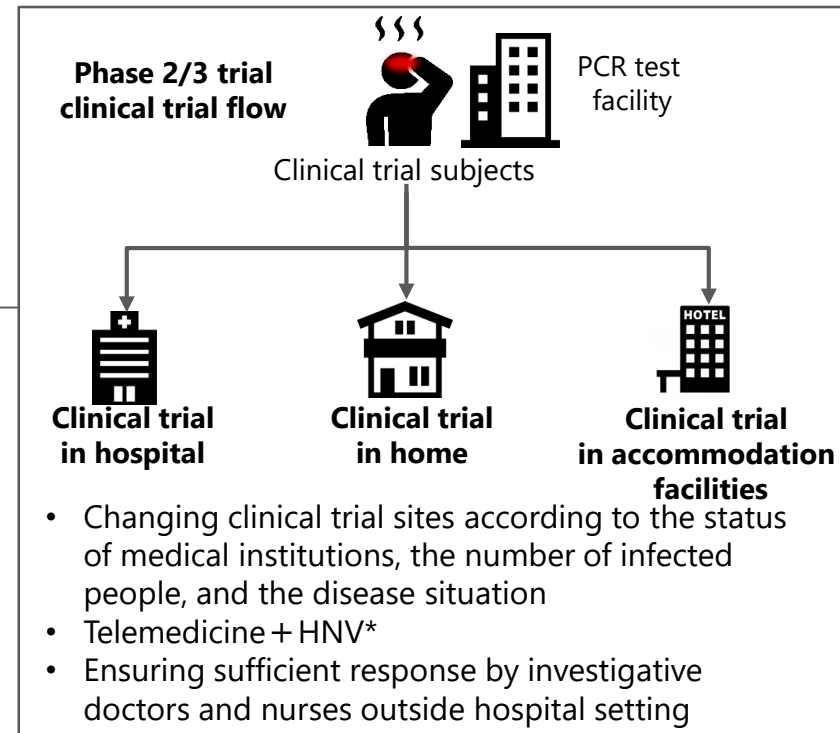 Phase 2/3 trial
clinical trial flow
PCR test
facility
Clinical trial subjects
HOTEL
Clinical trial
in hospital
Clinical trial
in home
Clinical trial
in accommodation
facilities
• Changing clinical trial sites according to the status
of medical institutions, the number of infected
people, and the disease situation
• Telemedicine＋HNV*
• Ensuring sufficient response by investigative
doctors and nurses outside hospital setting